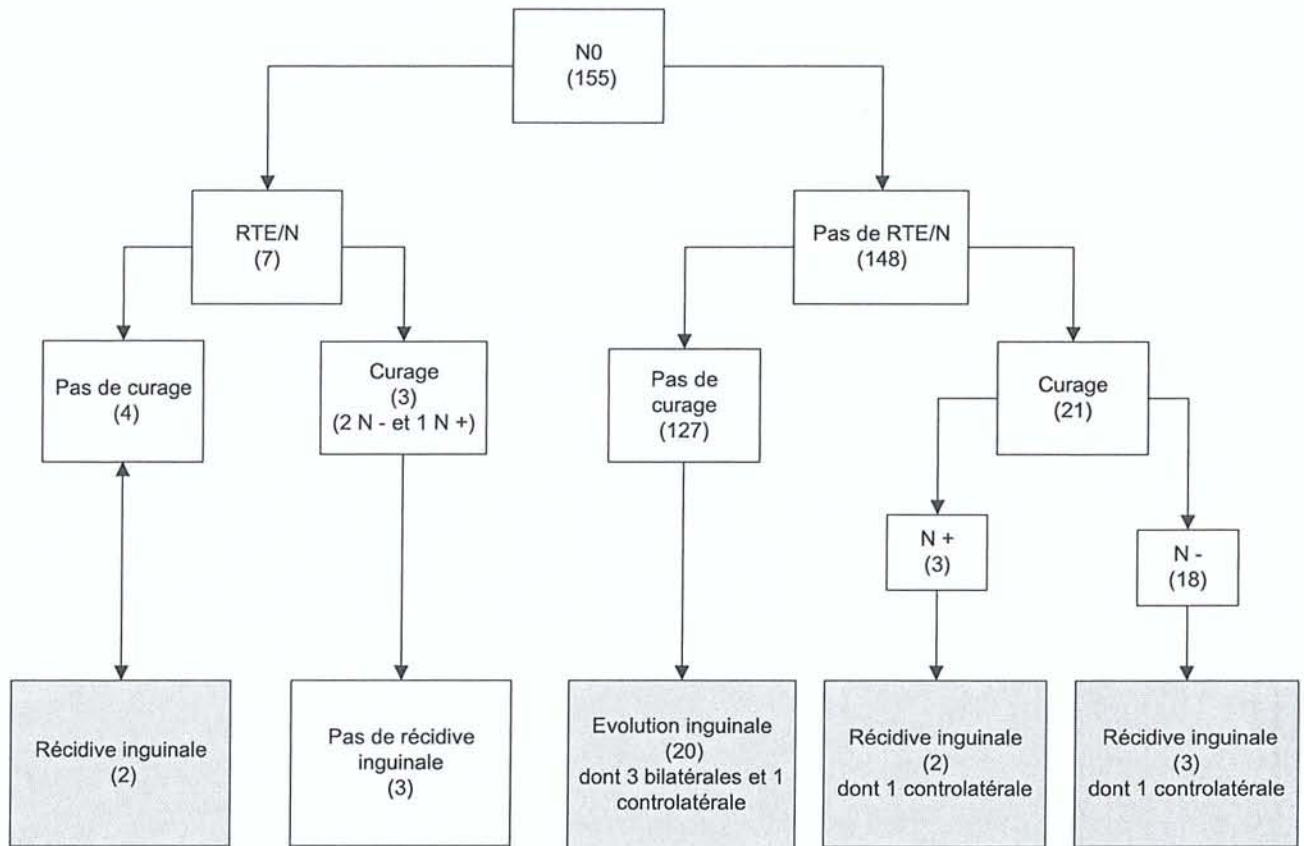 N0
(155)
RTE/N
(7)
Pas de RTE/N
(148)
Pas de curage
(4)
Curage
(3)
(2 N - et 1 N +)
Pas de
curage
(127)
Curage
(21)
N +
(3)
N -
(18)
Récidive inguinale
(2)
Pas de récidive
inguinale
(3)
Evolution inguinale
(20)
dont 3 bilatérales et 1
controlatérale
Récidive inguinale
(2)
dont 1 controlatérale
Récidive inguinale
(3)
dont 1 controlatérale